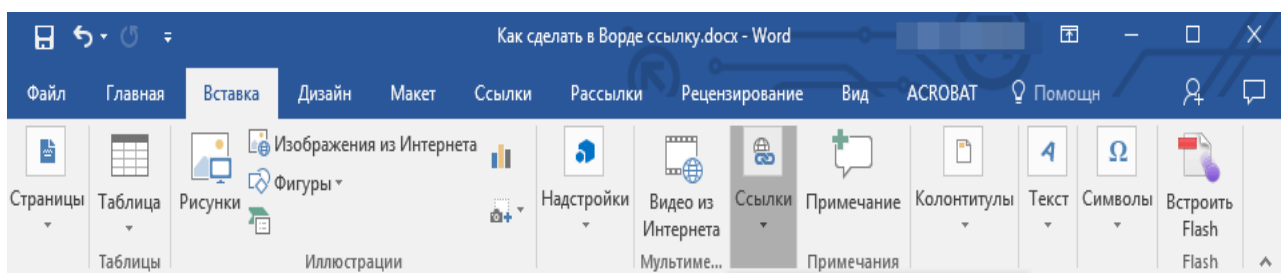 Как сделать в Ворде ссылку.docx - Word
Файл Главная Вставка Дизайн Макет Ссылки Рассылки Рецензирование Вид ACROBAT Помощн
Страницы Таблица Рисунки Изображения из Интернета Фигуры Надстройки Видео из Интернета Ссылки Примечание Колонтитулы Текст Символы Встроить Flash
Таблицы Иллюстрации Мультиме... Примечания Flash